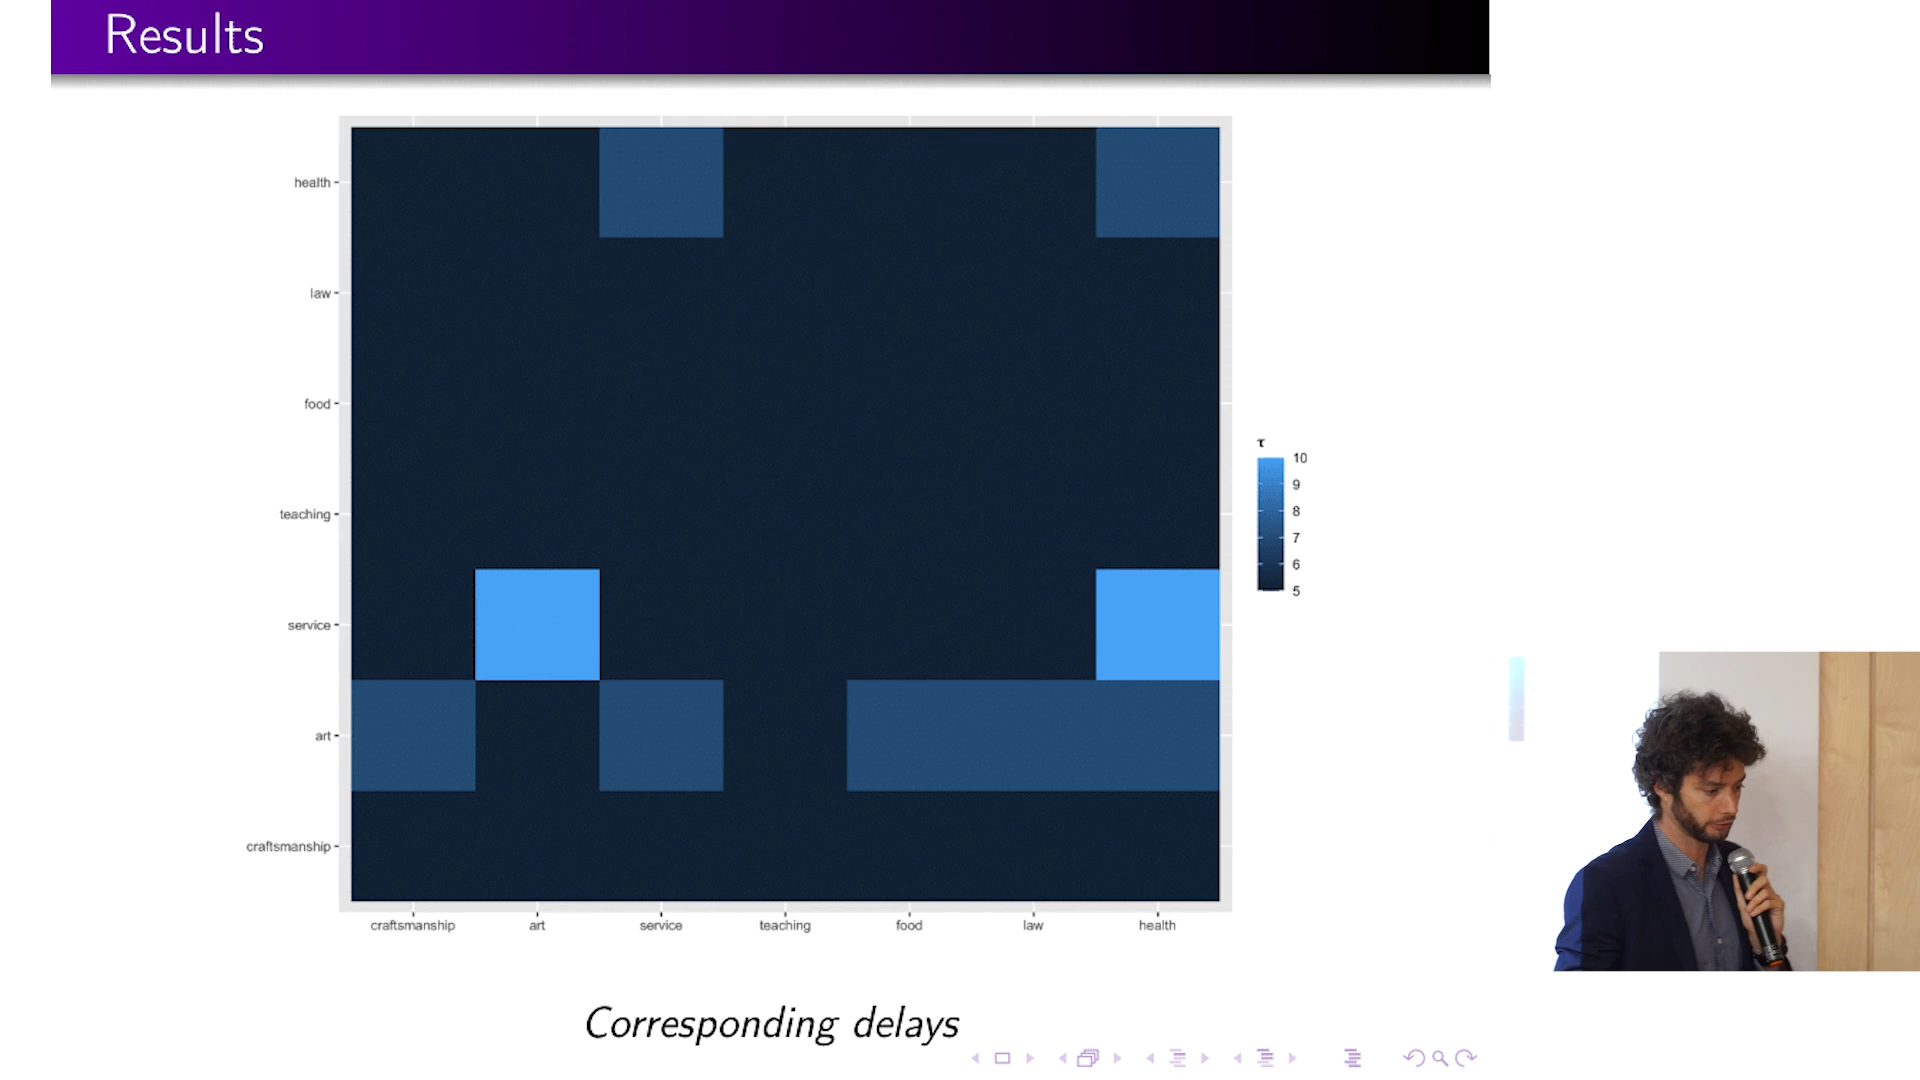 Results
health
law
food
teaching
service
art
craftsmanship
craftsmanship art service teaching food law health
τ
10
9
8
7
6
5
Corresponding delays